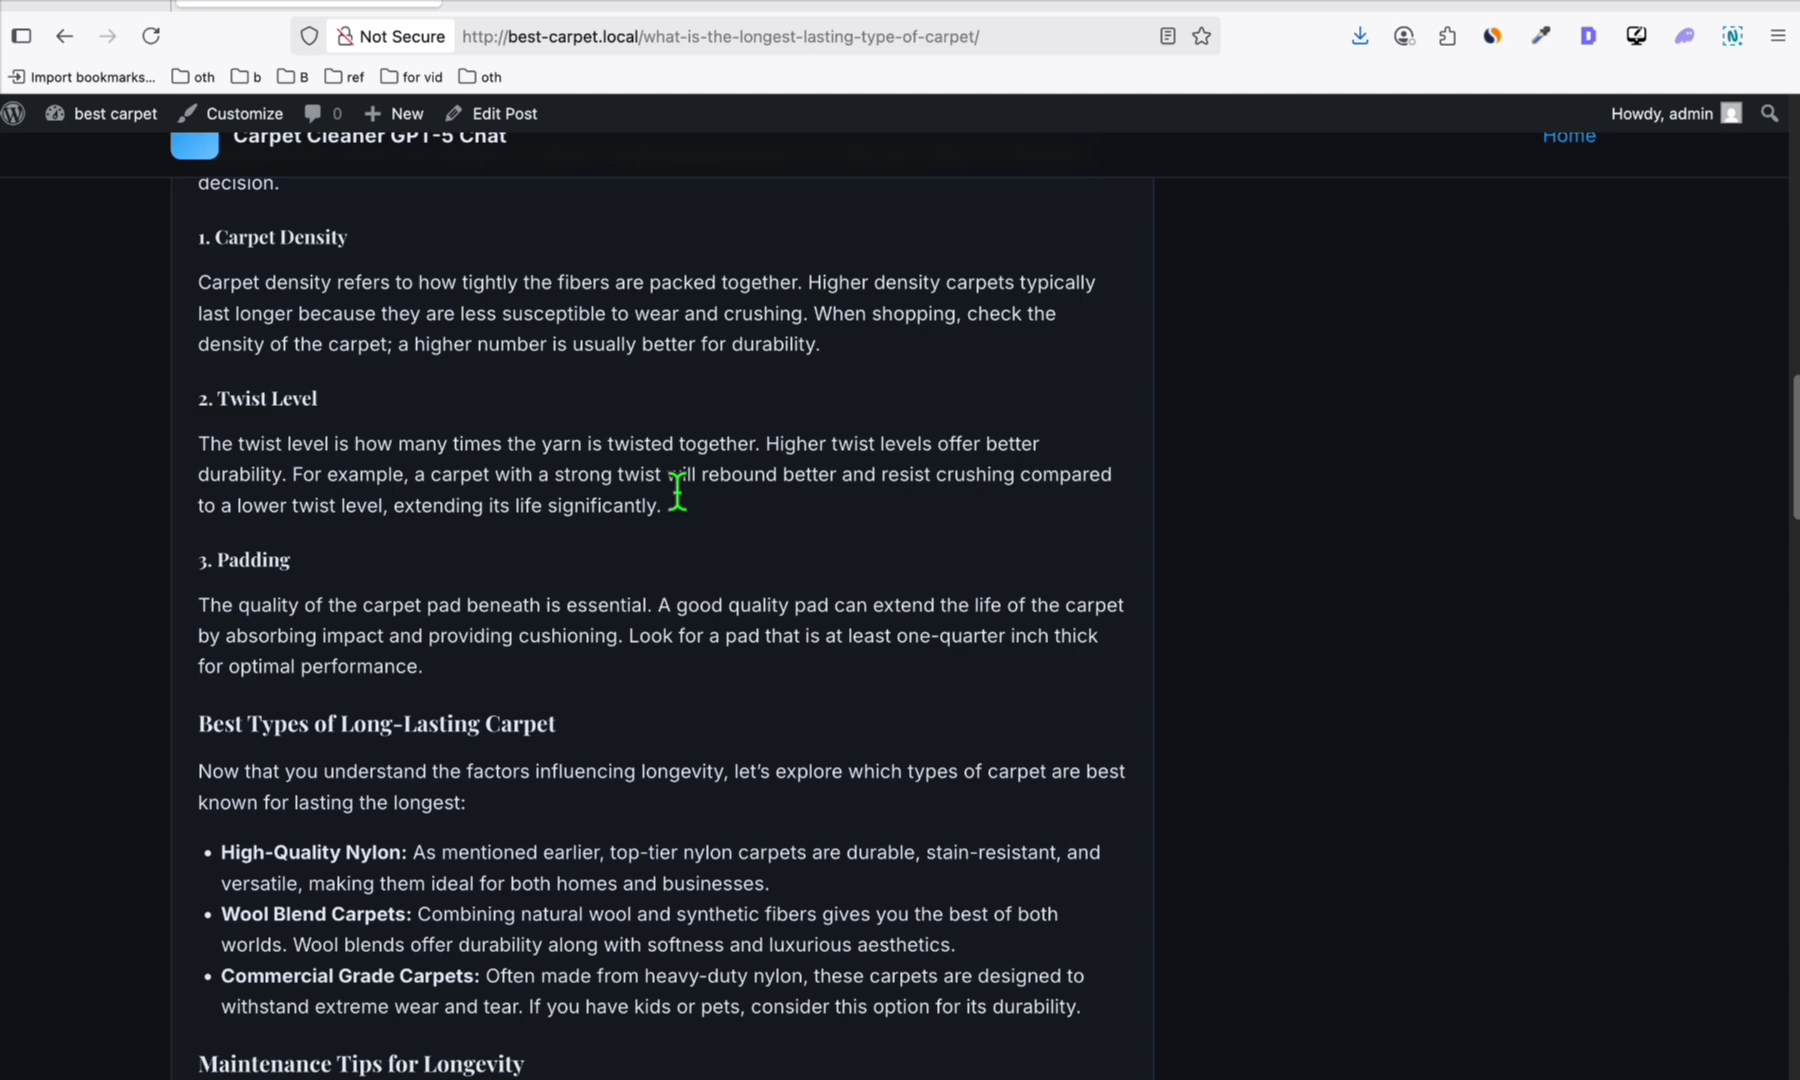 Not Secure
http://best-carpet.local/what-is-the-longest-lasting-type-of-carpet/
Import bookmarks...
oth
b
B
ref
for vid
oth
best carpet
Customize
0
New
Edit Post
Howdy, admin
Carpet Cleaner GPT-5 Chat
Home
decision.
1. Carpet Density
Carpet density refers to how tightly the fibers are packed together. Higher density carpets typically
last longer because they are less susceptible to wear and crushing. When shopping, check the
density of the carpet; a higher number is usually better for durability.
2. Twist Level
The twist level is how many times the yarn is twisted together. Higher twist levels offer better
durability. For example, a carpet with a strong twist will rebound better and resist crushing compared
to a lower twist level, extending its life significantly.
3. Padding
The quality of the carpet pad beneath is essential. A good quality pad can extend the life of the carpet
by absorbing impact and providing cushioning. Look for a pad that is at least one-quarter inch thick
for optimal performance.
Best Types of Long-Lasting Carpet
Now that you understand the factors influencing longevity, let’s explore which types of carpet are best
known for lasting the longest:
• High-Quality Nylon: As mentioned earlier, top-tier nylon carpets are durable, stain-resistant, and
versatile, making them ideal for both homes and businesses.
• Wool Blend Carpets: Combining natural wool and synthetic fibers gives you the best of both
worlds. Wool blends offer durability along with softness and luxurious aesthetics.
• Commercial Grade Carpets: Often made from heavy-duty nylon, these carpets are designed to
withstand extreme wear and tear. If you have kids or pets, consider this option for its durability.
Maintenance Tips for Longevity